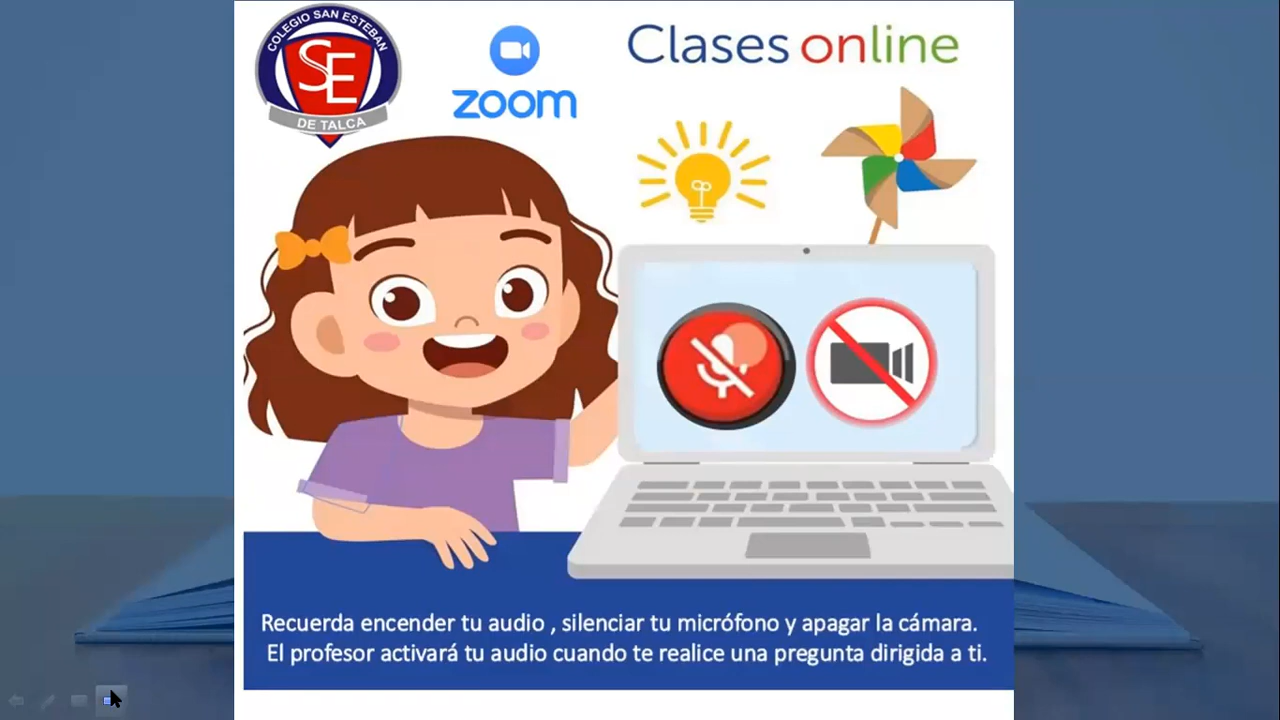 COLEGIO SAN ESTEBAN
SE
DE TALCA
zoom
Clases online
Recuerda encender tu audio , silenciar tu micrófono y apagar la cámara.
El profesor activará tu audio cuando te realice una pregunta dirigida a ti.